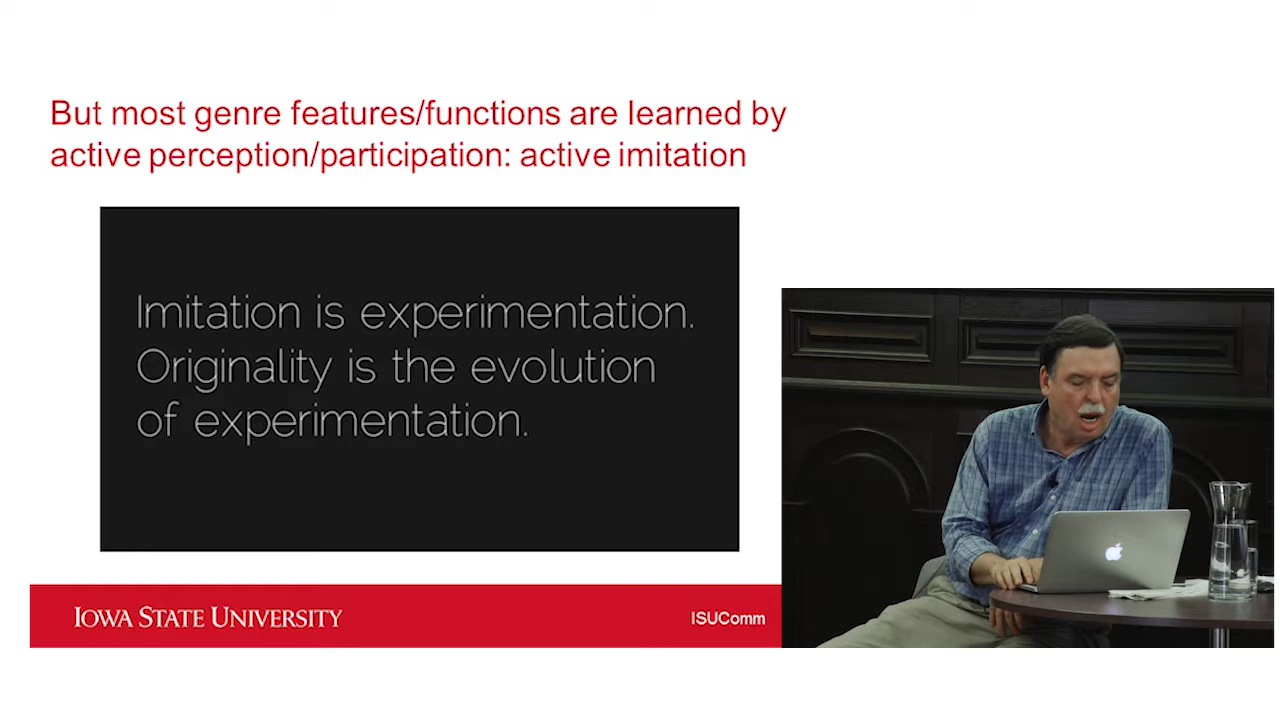 But most genre features/functions are learned by
active perception/participation: active imitation
Imitation is experimentation.
Originality is the evolution
of experimentation.
IOWA STATE UNIVERSITY
ISUComm